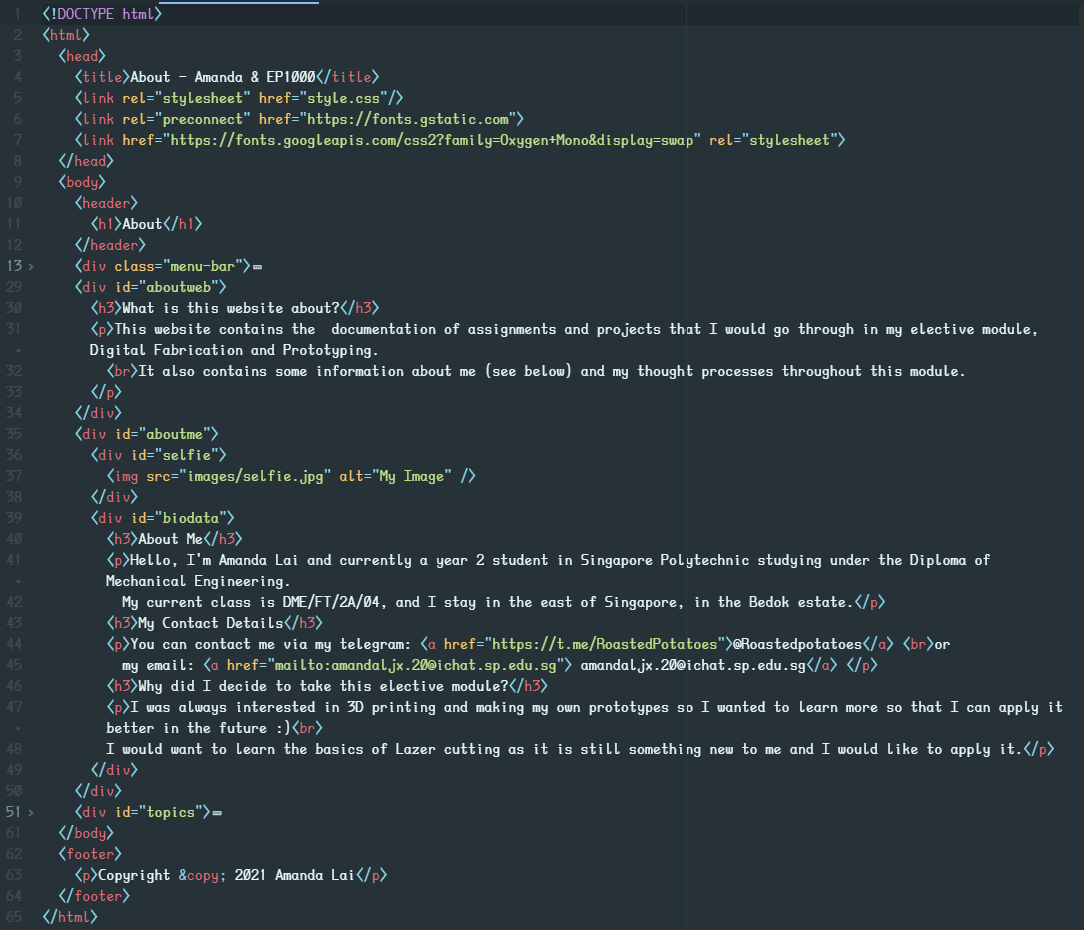 1 <!DOCTYPE html>
2 <html>
3 <head>
4 <title>About - Amanda & EP1000</title>
5 <link rel="stylesheet" href="style.css"/>
6 <link rel="preconnect" href="https://fonts.gstatic.com">
7 <link href="https://fonts.googleapis.com/css2?family=Oxygen+Mono&display=swap" rel="stylesheet">
8 </head>
9 <body>
10 <header>
11 <h1>About</h1>
12 </header>
13 <div class="menu-bar">
29 <div id="aboutweb">
30 <h3>What is this website about?</h3>
31 <p>This website contains the  documentation of assignments and projects that I would go through in my elective module,
Digital Fabrication and Prototyping.
32 <br>It also contains some information about me (see below) and my thought processes throughout this module.
33 </p>
34 </div>
35 <div id="aboutme">
36 <div id="selfie">
37 <img src="images/selfie.jpg" alt="My Image" />
38 </div>
39 <div id="biodata">
40 <h3>About Me</h3>
41 <p>Hello, I'm Amanda Lai and currently a year 2 student in Singapore Polytechnic studying under the Diploma of
Mechanical Engineering.
42 My current class is DME/FT/2A/04, and I stay in the east of Singapore, in the Bedok estate.</p>
43 <h3>My Contact Details</h3>
44 <p>You can contact me via my telegram: <a href="https://t.me/RoastedPotatoes">@Roastedpotatoes</a> <br>or
45 my email: <a href="mailto:amandal.jx.20@ichat.sp.edu.sg"> amandal.jx.20@ichat.sp.edu.sg</a> </p>
46 <h3>Why did I decide to take this elective module?</h3>
47 <p>I was always interested in 3D printing and making my own prototypes so I wanted to learn more so that I can apply it
better in the future :)<br>
48 I would want to learn the basics of Lazer cutting as it is still something new to me and I would like to apply it.</p>
49 </div>
50 </div>
51 <div id="topics">
61 </body>
62 <footer>
63 <p>Copyright &copy; 2021 Amanda Lai</p>
64 </footer>
65 </html>